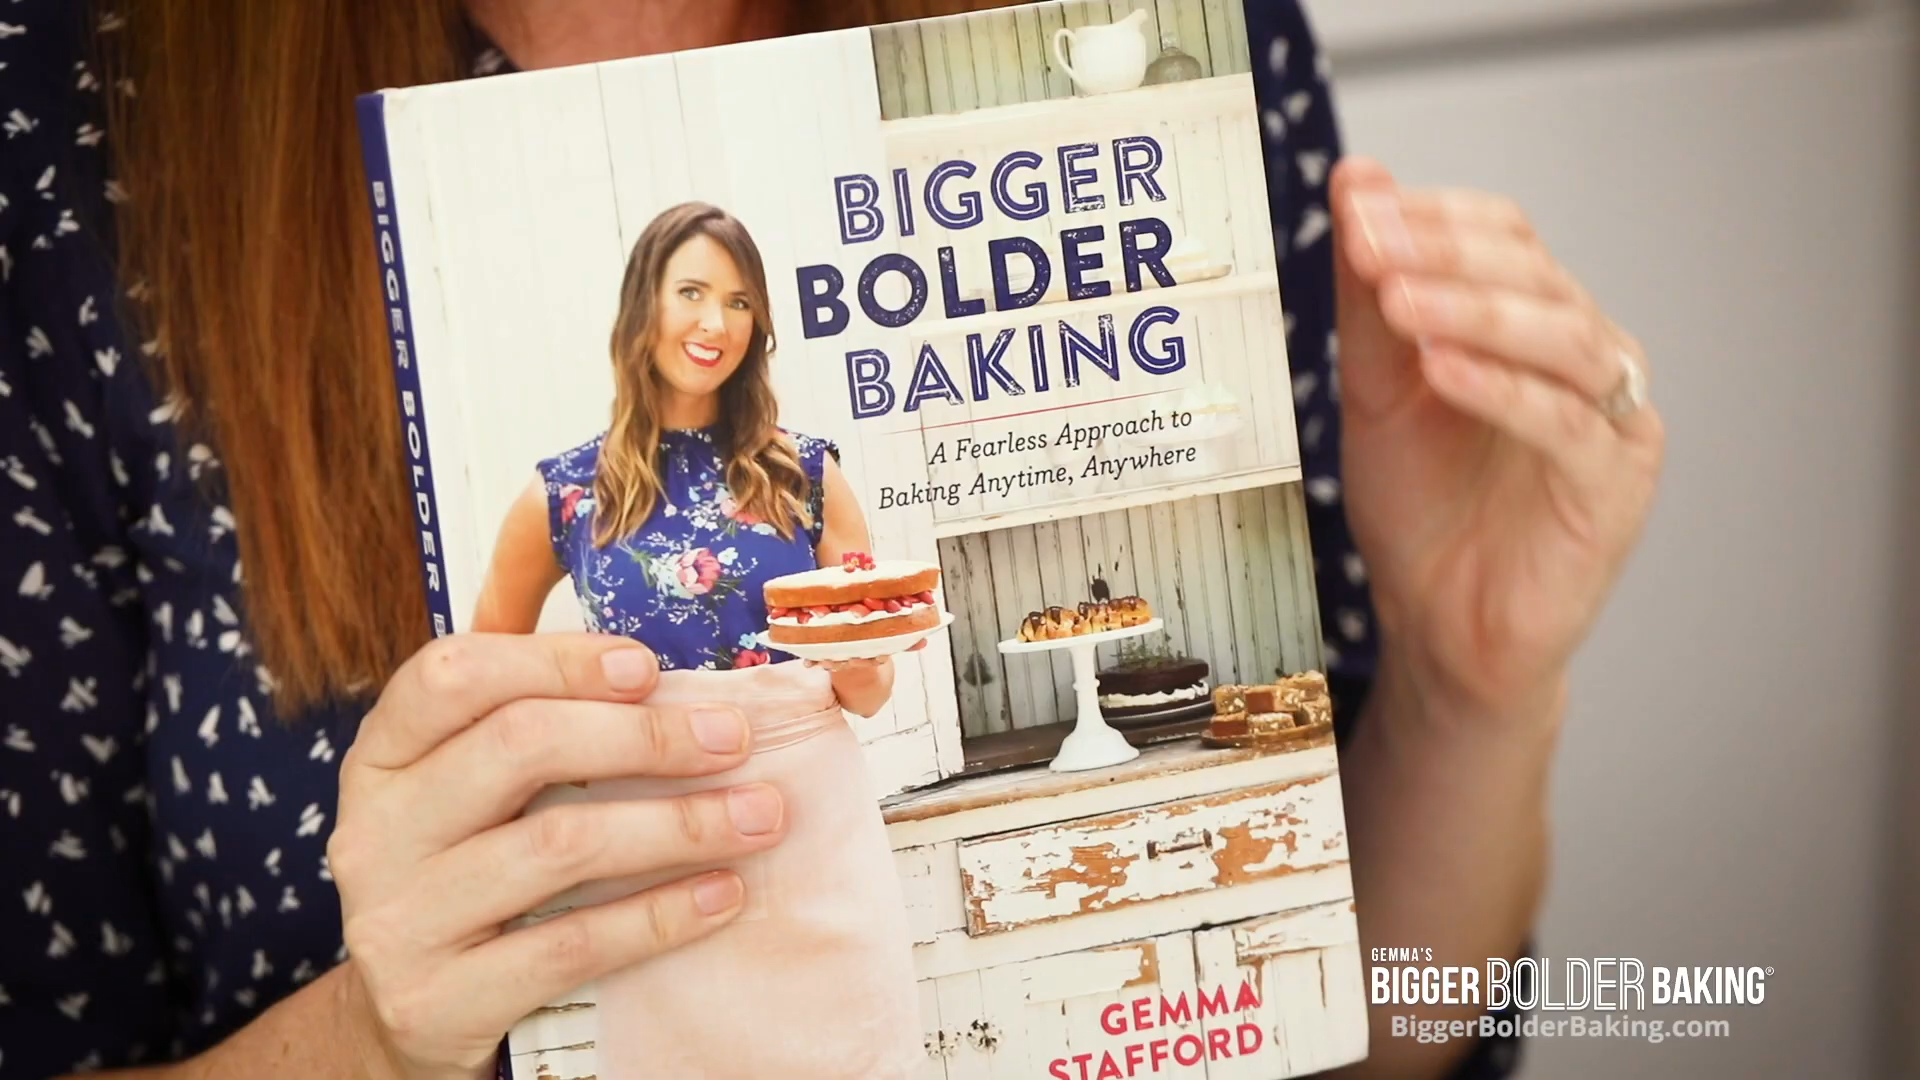 BIGGER BOLDER B
BIGGER
BOLDER
BAKING
A Fearless Approach to
Baking Anytime, Anywhere
GEMMA
STAFFORD
GEMMA'S
BIGGER BOLDER BAKING®
BiggerBolderBaking.com